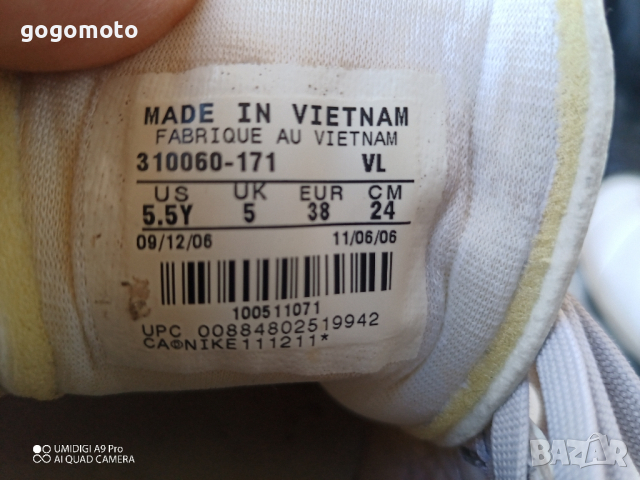 gogomoto
MADE IN VIETNAM
FABRIQUE AU VIETNAM
310060-171 VL
US UK EUR CM
5.5Y 5 38 24
09/12/06 11/06/06
100511071
UPC 00884802519942
CA®NIKE111211*
UMIDIGI A9 Pro
AI QUAD CAMERA
BAZAR